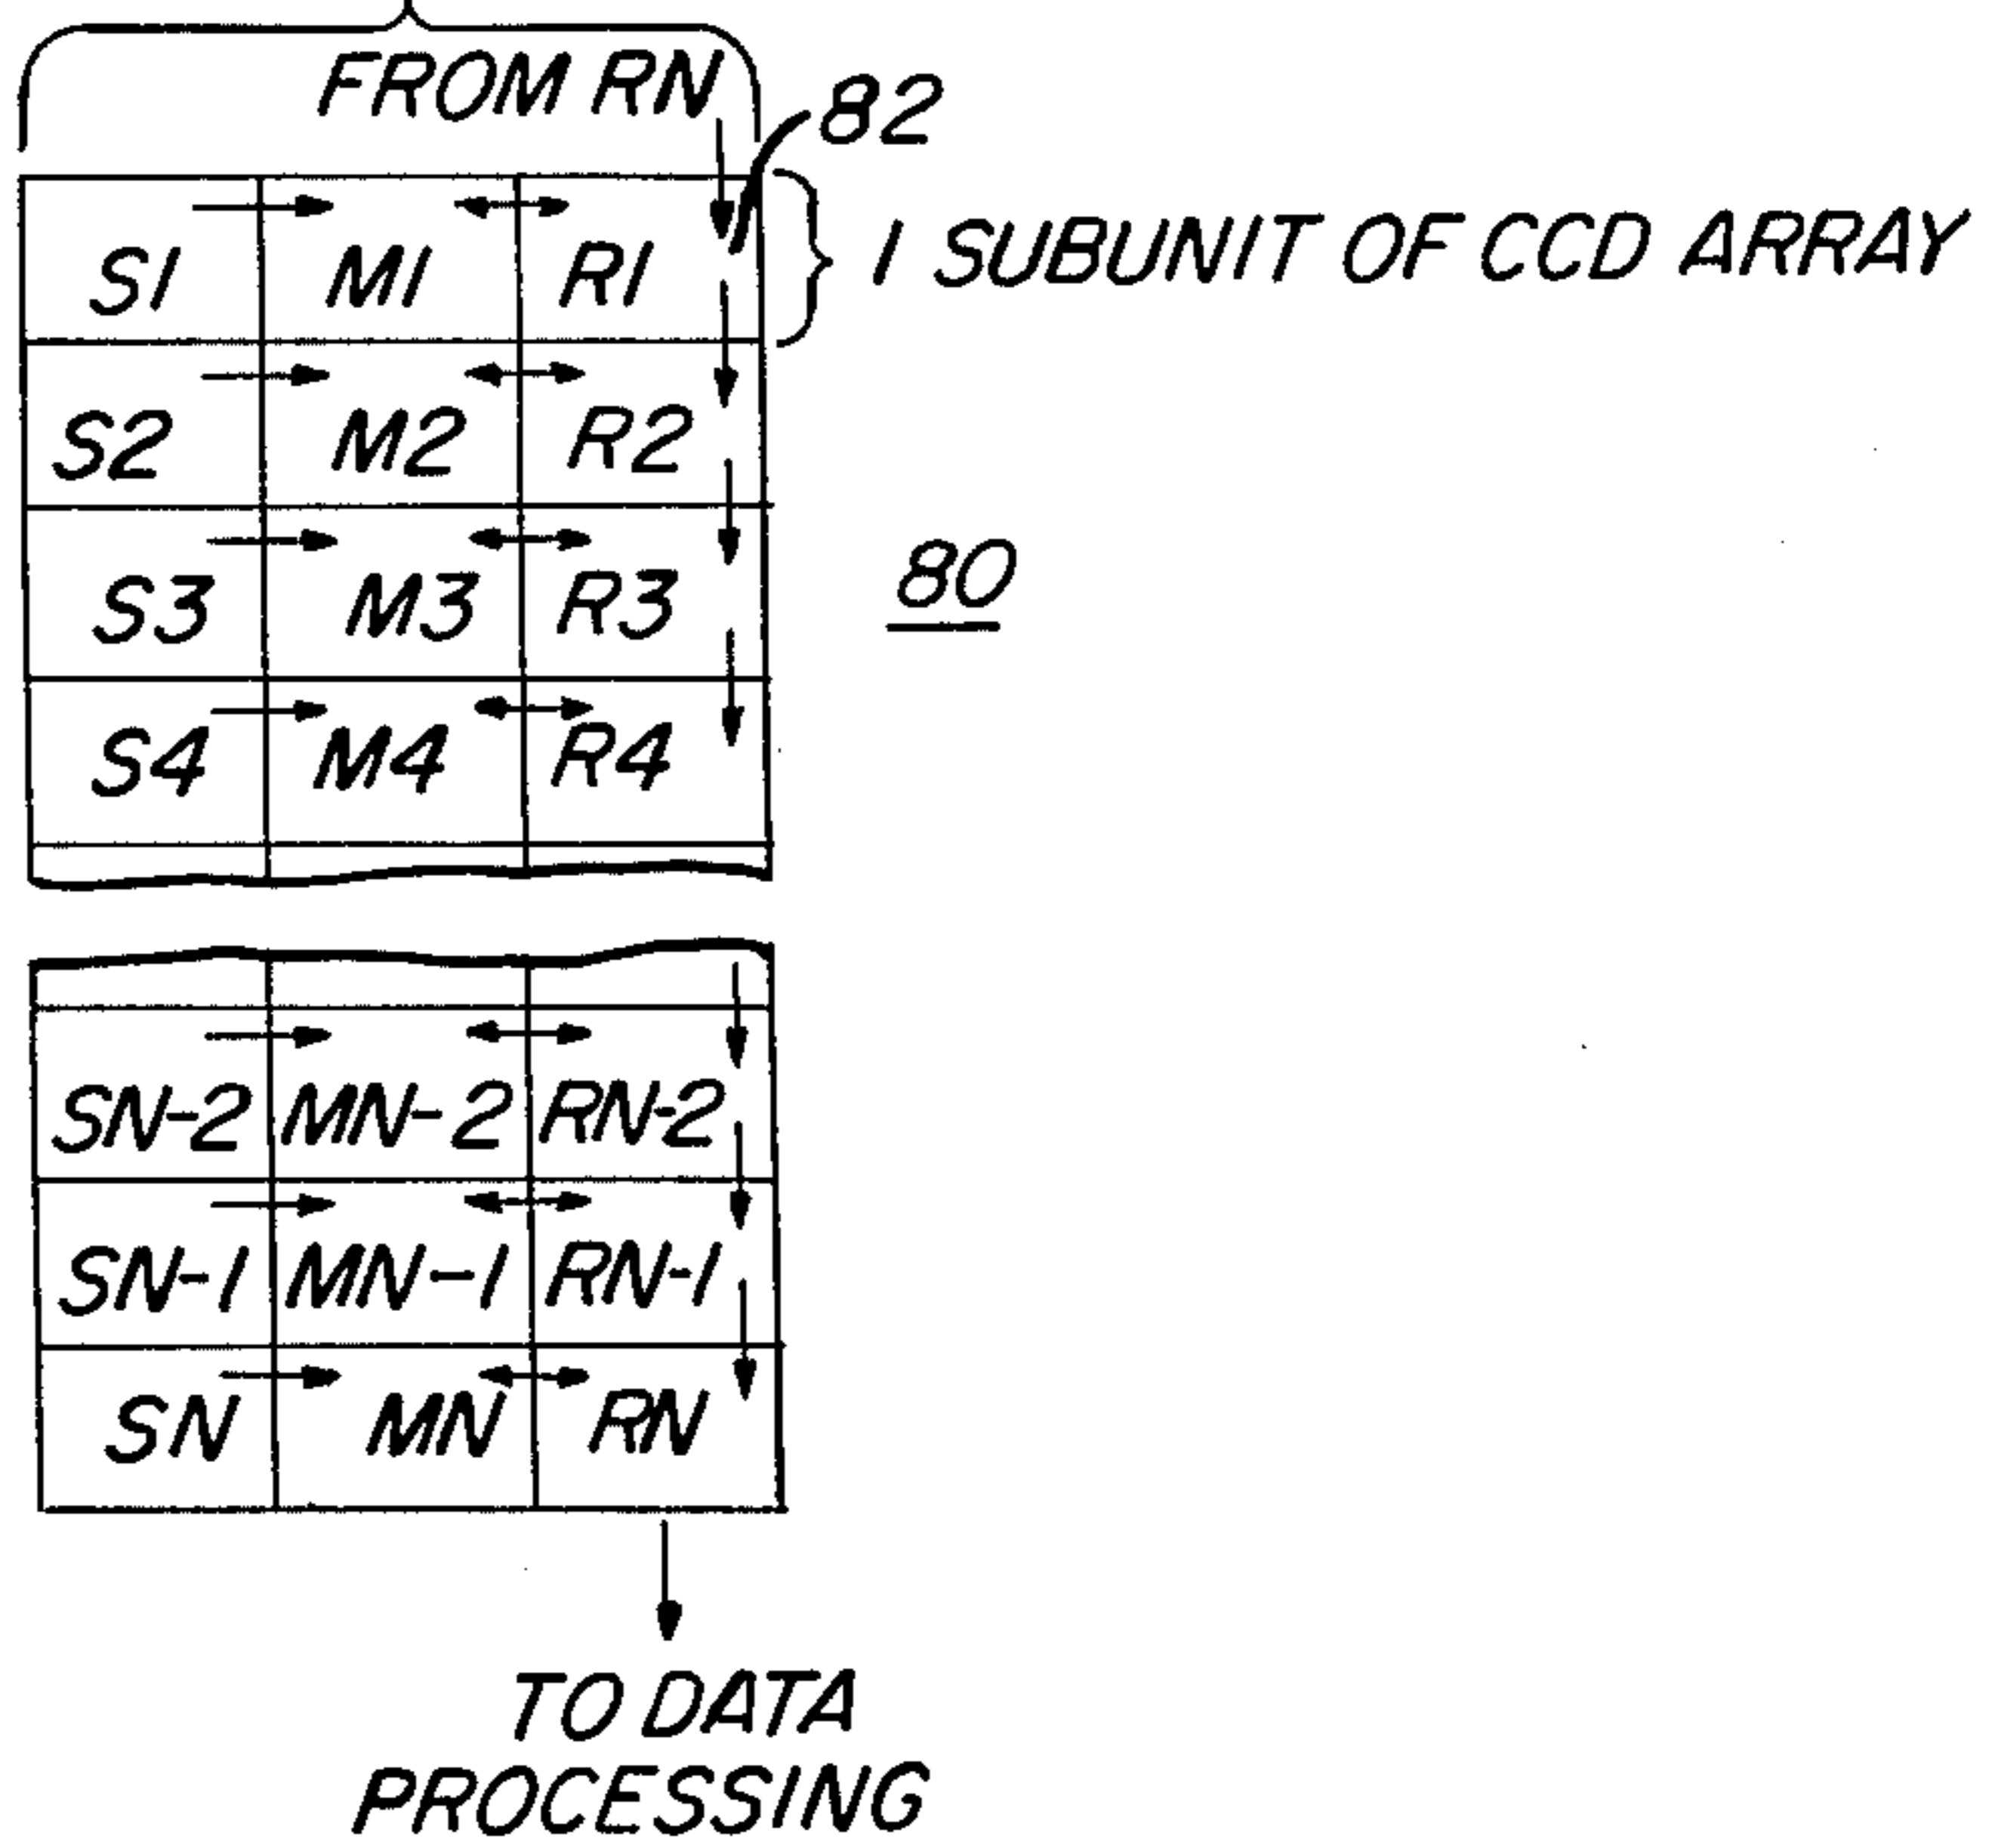 FROM RN
82
S1 M1 R1
1 SUBUNIT OF CCD ARRAY
S2 M2 R2
S3 M3 R3
80
S4 M4 R4
SN-2 MN-2 RN-2
SN-1 MN-1 RN-1
SN MN RN
TO DATA
PROCESSING